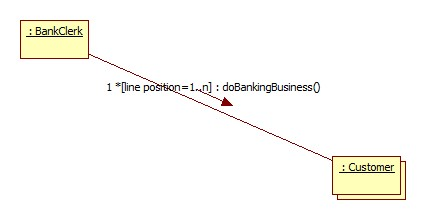 : BankClerk
1 *[line position=1..n] : doBankingBusiness()
: Customer